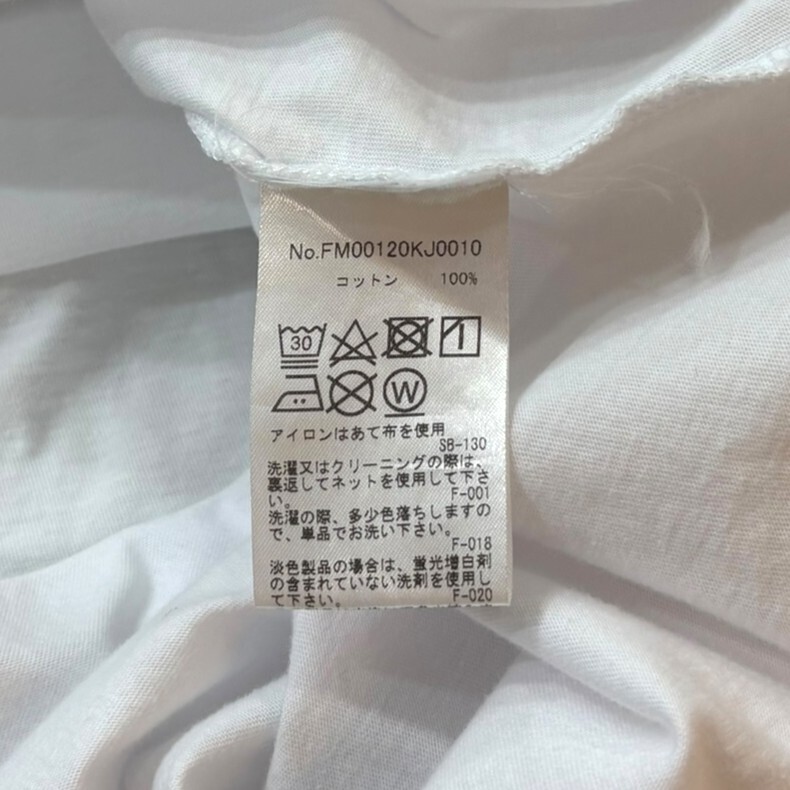 No.FM00120KJ0010
コットン 100%
30
W
アイロンはあて布を使用
SB-130
洗濯又はクリーニングの際は、
裏返してネットを使用して下さ
い。
F-001
洗濯の際、多少色落ちしますの
で、単品でお洗い下さい。
F-018
淡色製品の場合は、蛍光増白剤
の含まれていない洗剤を使用し
て下さい。
F-020